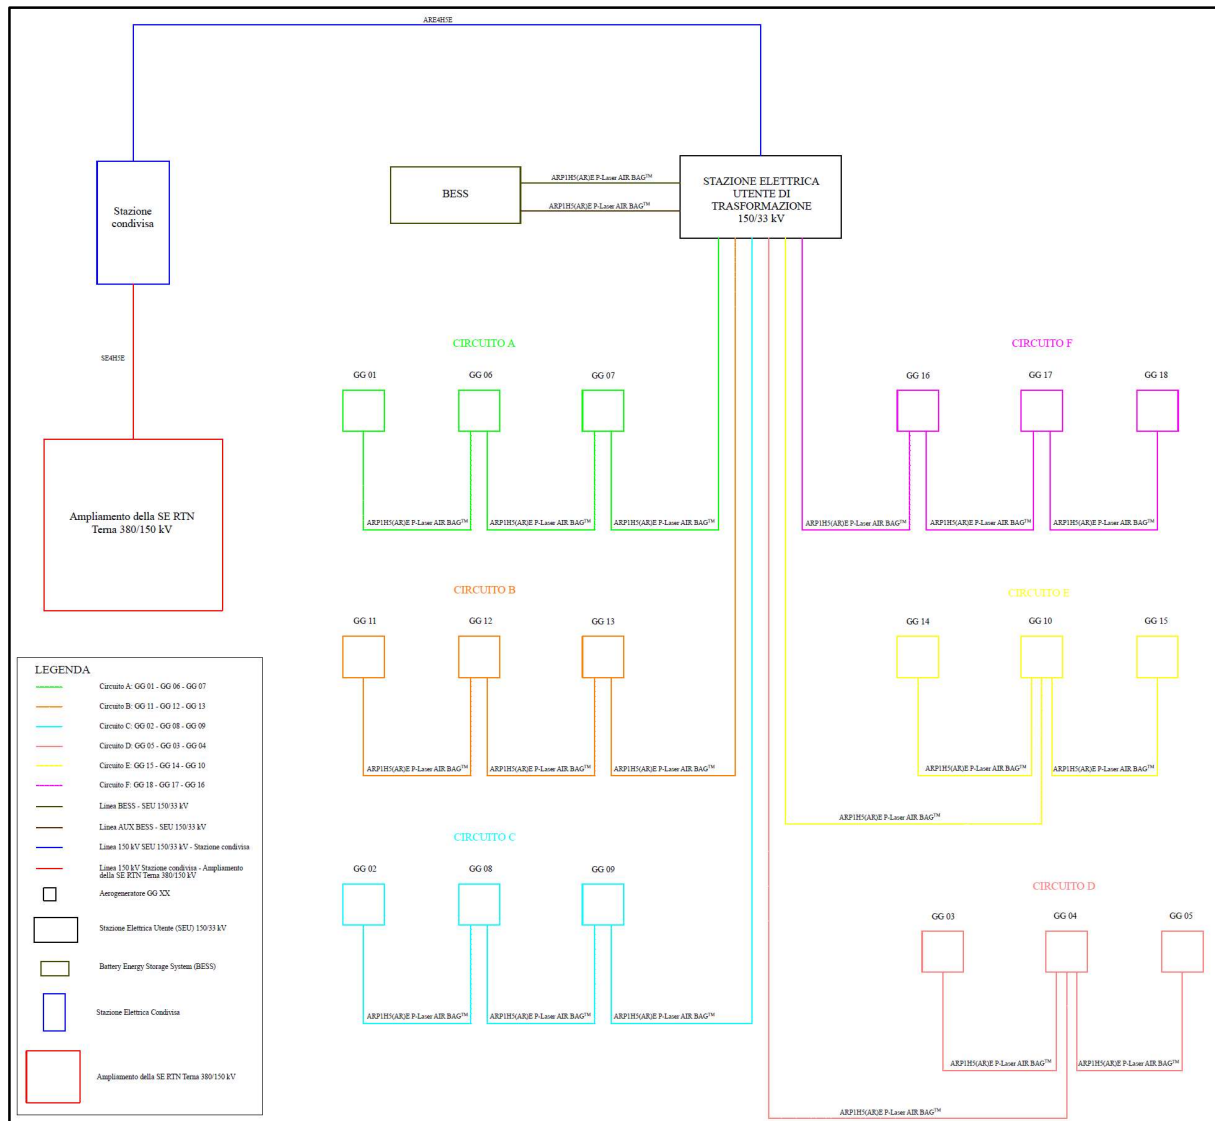 ARE4H5E
Stazione
condivisa
BESS
ARP1H5(AR)E P-Laser AIR BAG™
ARP1H5(AR)E P-Laser AIR BAG™
STAZIONE ELETTRICA
UTENTE DI
TRASFORMAZIONE
150/33 kV
SE4H5E
Ampliamento della SE RTN
Terna 380/150 kV
CIRCUITO A
GG 01
GG 06
GG 07
ARP1H5(AR)E P-Laser AIR BAG™
ARP1H5(AR)E P-Laser AIR BAG™
ARP1H5(AR)E P-Laser AIR BAG™
CIRCUITO F
GG 16
GG 17
GG 18
ARP1H5(AR)E P-Laser AIR BAG™
ARP1H5(AR)E P-Laser AIR BAG™
ARP1H5(AR)E P-Laser AIR BAG™
CIRCUITO B
GG 11
GG 12
GG 13
ARP1H5(AR)E P-Laser AIR BAG™
ARP1H5(AR)E P-Laser AIR BAG™
ARP1H5(AR)E P-Laser AIR BAG™
CIRCUITO E
GG 14
GG 10
GG 15
ARP1H5(AR)E P-Laser AIR BAG™
ARP1H5(AR)E P-Laser AIR BAG™
ARP1H5(AR)E P-Laser AIR BAG™
CIRCUITO C
GG 02
GG 08
GG 09
ARP1H5(AR)E P-Laser AIR BAG™
ARP1H5(AR)E P-Laser AIR BAG™
ARP1H5(AR)E P-Laser AIR BAG™
CIRCUITO D
GG 03
GG 04
GG 05
ARP1H5(AR)E P-Laser AIR BAG™
ARP1H5(AR)E P-Laser AIR BAG™
ARP1H5(AR)E P-Laser AIR BAG™
LEGENDA
Circuito A: GG 01 - GG 06 - GG 07
Circuito B: GG 11 - GG 12 - GG 13
Circuito C: GG 02 - GG 08 - GG 09
Circuito D: GG 05 - GG 03 - GG 04
Circuito E: GG 15 - GG 14 - GG 10
Circuito F: GG 18 - GG 17 - GG 16
Linea BESS - SEU 150/33 kV
Linea AUX BESS - SEU 150/33 kV
Linea 150 kV SEU 150/33 kV - Stazione condivisa
Linea 150 kV Stazione condivisa - Ampliamento
della SE RTN Terna 380/150 kV
Aerogeneratore GG XX
Stazione Elettrica Utente (SEU) 150/33 kV
Battery Energy Storage System (BESS)
Stazione Elettrica Condivisa
Ampliamento della SE RTN Terna 380/150 kV